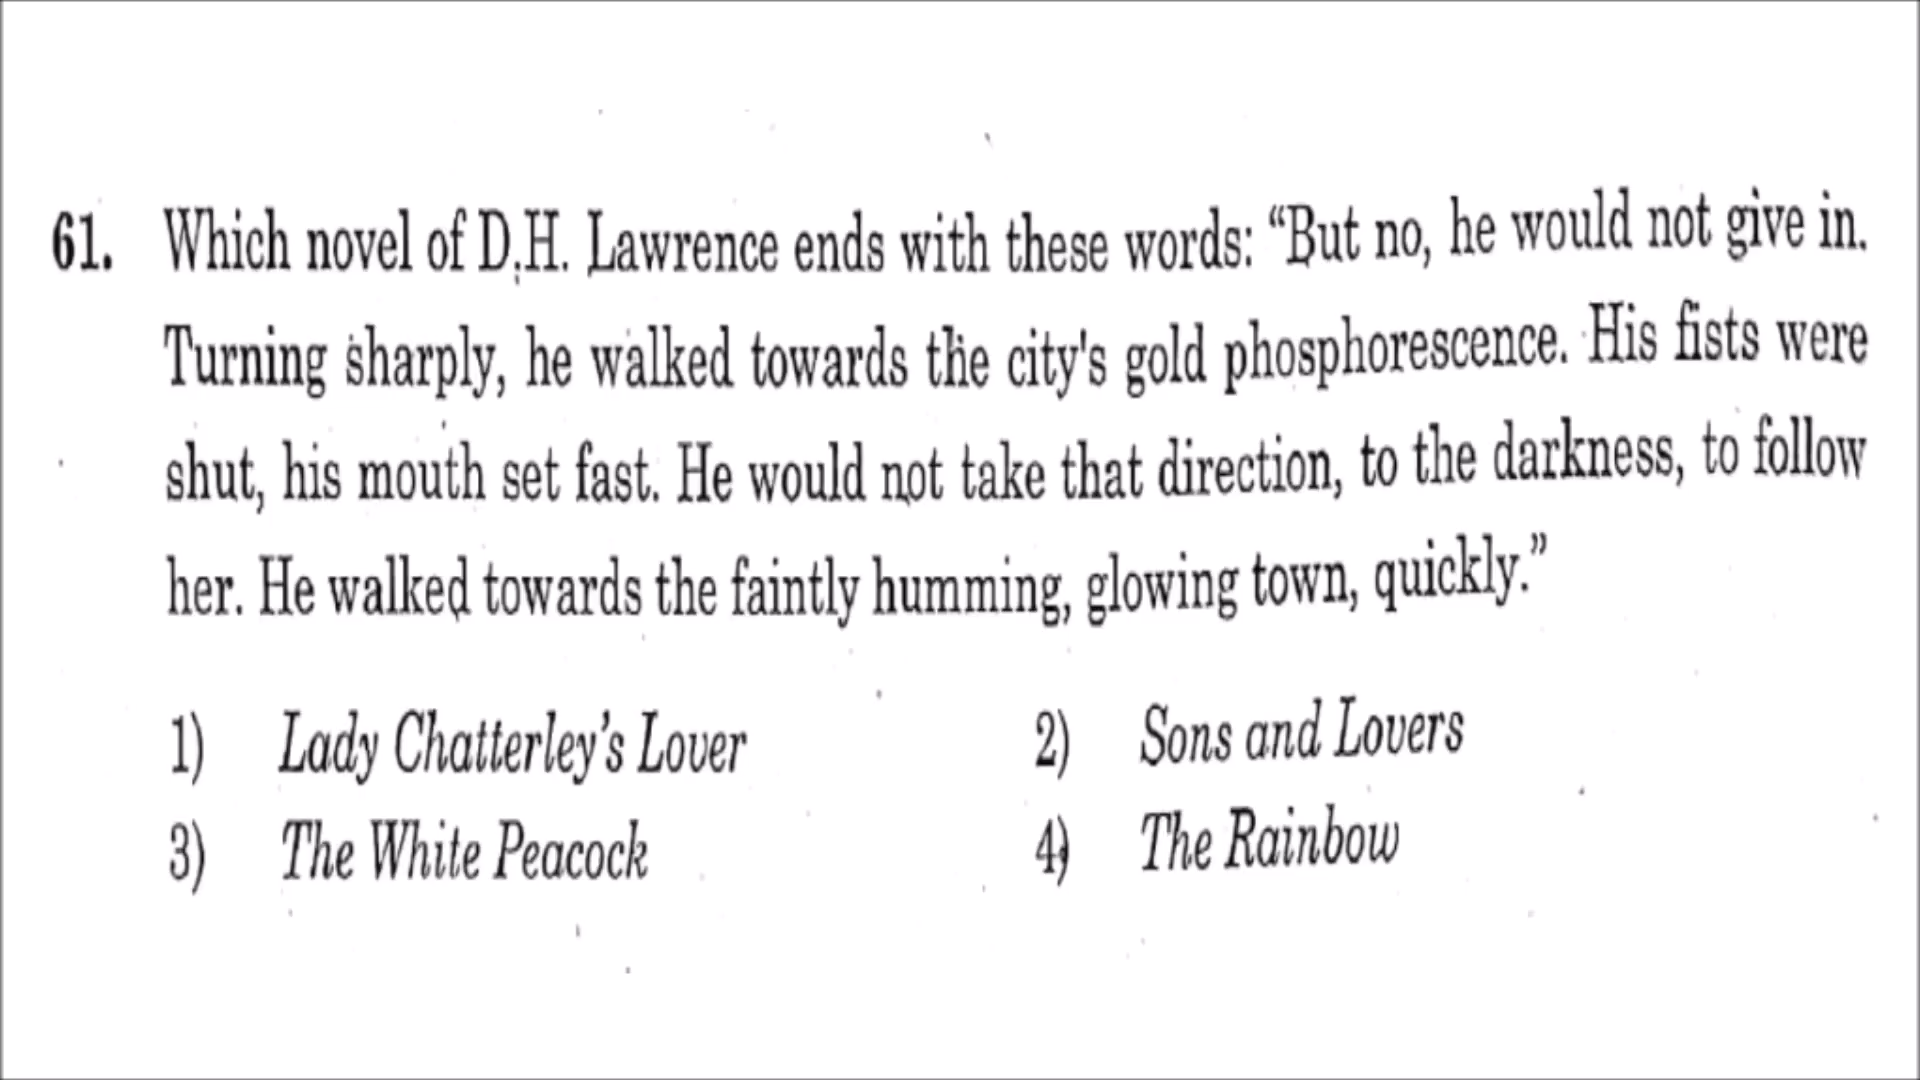 61. Which novel of D.H. Lawrence ends with these words: “But no, he would not give in.
Turning sharply, he walked towards the city's gold phosphorescence. His fists were
shut, his mouth set fast. He would not take that direction, to the darkness, to follow
her. He walked towards the faintly humming, glowing town, quickly.”
1) Lady Chatterley’s Lover 2) Sons and Lovers
3) The White Peacock 4) The Rainbow